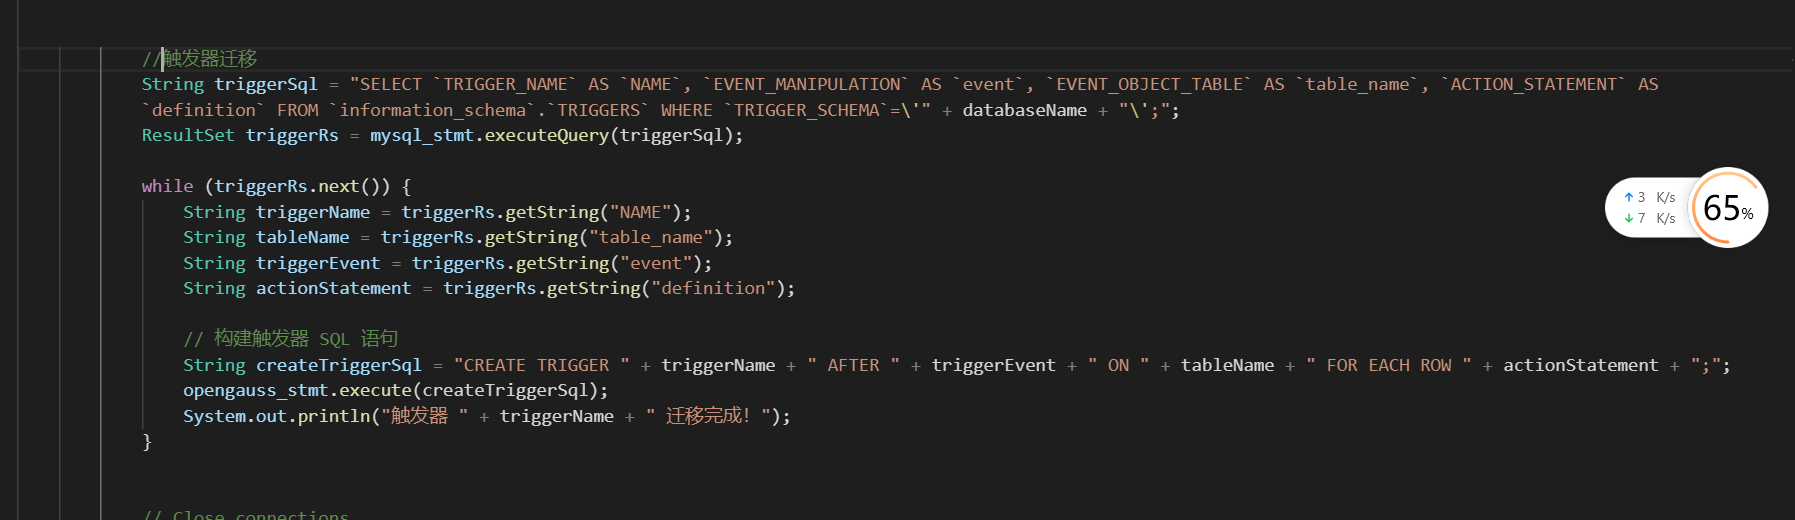 //触发器迁移
String triggerSql = "SELECT `TRIGGER_NAME` AS `NAME`, `EVENT_MANIPULATION` AS `event`, `EVENT_OBJECT_TABLE` AS `table_name`, `ACTION_STATEMENT` AS
`definition` FROM `information_schema`.`TRIGGERS` WHERE `TRIGGER_SCHEMA`=\'" + databaseName + "\';";
ResultSet triggerRs = mysql_stmt.executeQuery(triggerSql);
while (triggerRs.next()) {
String triggerName = triggerRs.getString("NAME");
String tableName = triggerRs.getString("table_name");
String triggerEvent = triggerRs.getString("event");
String actionStatement = triggerRs.getString("definition");
// 构建触发器 SQL 语句
String createTriggerSql = "CREATE TRIGGER " + triggerName + " AFTER " + triggerEvent + " ON " + tableName + " FOR EACH ROW " + actionStatement + ";";
opengauss_stmt.execute(createTriggerSql);
System.out.println("触发器 " + triggerName + " 迁移完成！");
}
// Close connections
↑ 3 K/s
↓ 7 K/s
65%